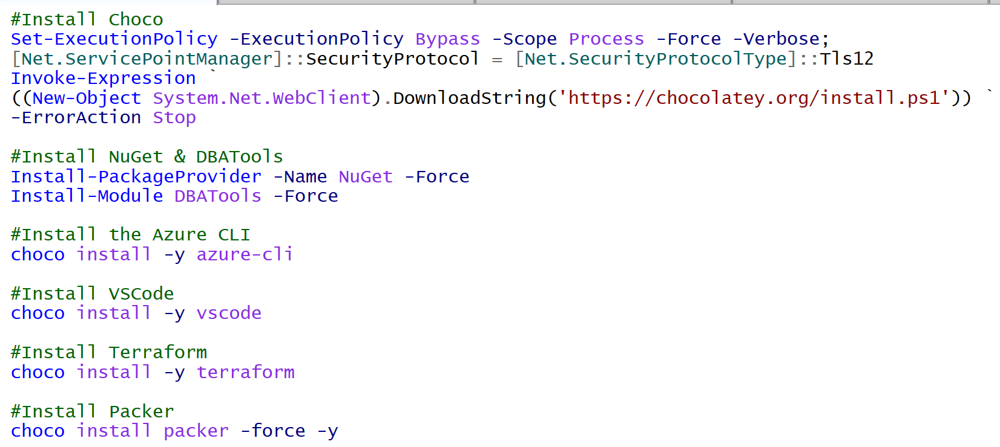 #Install Choco
Set-ExecutionPolicy -ExecutionPolicy Bypass -Scope Process -Force -Verbose;
[Net.ServicePointManager]::SecurityProtocol = [Net.SecurityProtocolType]::Tls12
Invoke-Expression `
((New-Object System.Net.WebClient).DownloadString('https://chocolatey.org/install.ps1')) `
-ErrorAction Stop
#Install NuGet & DBATools
Install-PackageProvider -Name NuGet -Force
Install-Module DBATools -Force
#Install the Azure CLI
choco install -y azure-cli
#Install VSCode
choco install -y vscode
#Install Terraform
choco install -y terraform
#Install Packer
choco install packer -force -y